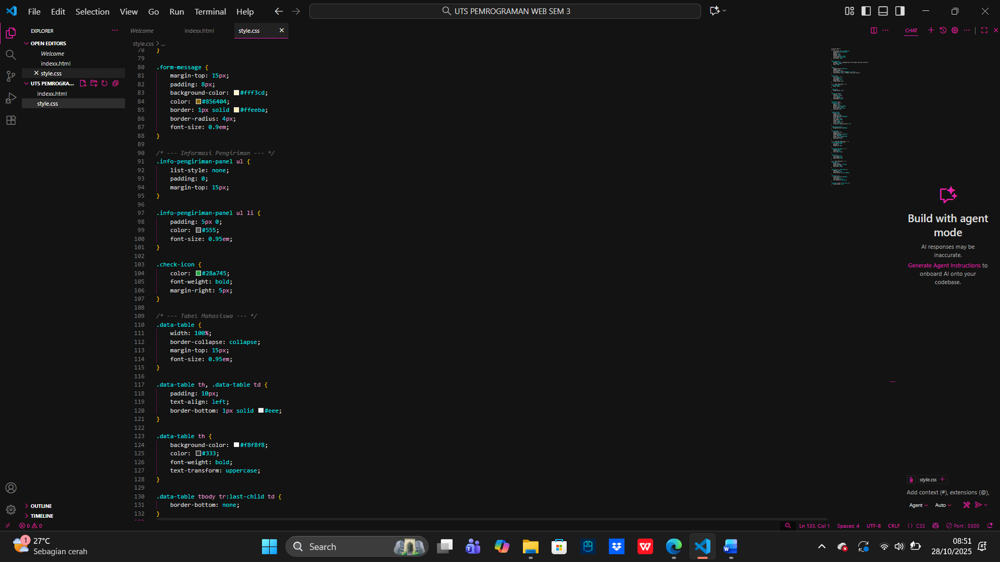 File Edit Selection View Go Run Terminal Help
UTS PEMROGRAMAN WEB SEM 3
EXPLORER
OPEN EDITORS
Welcome
indexx.html
style.css
UTS PEMROGRA...
indexx.html
style.css
OUTLINE
TIMELINE
Welcome indexx.html style.css
style.css > ...
78 }
79
80 .form-message {
81 margin-top: 15px;
82 padding: 8px;
83 background-color: #fff3cd;
84 color: #856404;
85 border: 1px solid #ffeeba;
86 border-radius: 4px;
87 font-size: 0.9em;
88 }
89
90 /* --- Informasi Pengiriman --- */
91 .info-pengiriman-panel ul {
92 list-style: none;
93 padding: 0;
94 margin-top: 15px;
95 }
96
97 .info-pengiriman-panel ul li {
98 padding: 5px 0;
99 color: #555;
100 font-size: 0.95em;
101 }
102
103 .check-icon {
104 color: #28a745;
105 font-weight: bold;
106 margin-right: 5px;
107 }
108
109 /* --- Tabel Mahasiswa --- */
110 .data-table {
111 width: 100%;
112 border-collapse: collapse;
113 margin-top: 15px;
114 font-size: 0.95em;
115 }
116
117 .data-table th, .data-table td {
118 padding: 10px;
119 text-align: left;
120 border-bottom: 1px solid #eee;
121 }
122
123 .data-table th {
124 background-color: #f8f8f8;
125 color: #333;
126 font-weight: bold;
127 text-transform: uppercase;
128 }
129
130 .data-table tbody tr:last-child td {
131 border-bottom: none;
132 }
CHAT
Build with agent
mode
AI responses may be
inaccurate.
Generate Agent Instructions to
onboard AI onto your
codebase.
style.css
Add context (#), extensions (@),
Agent Auto
0 0
Ln 133, Col 1 Spaces: 4 UTF-8 CRLF {} CSS Port : 5500
1
27°C
Sebagian cerah
Search
08:51
28/10/2025